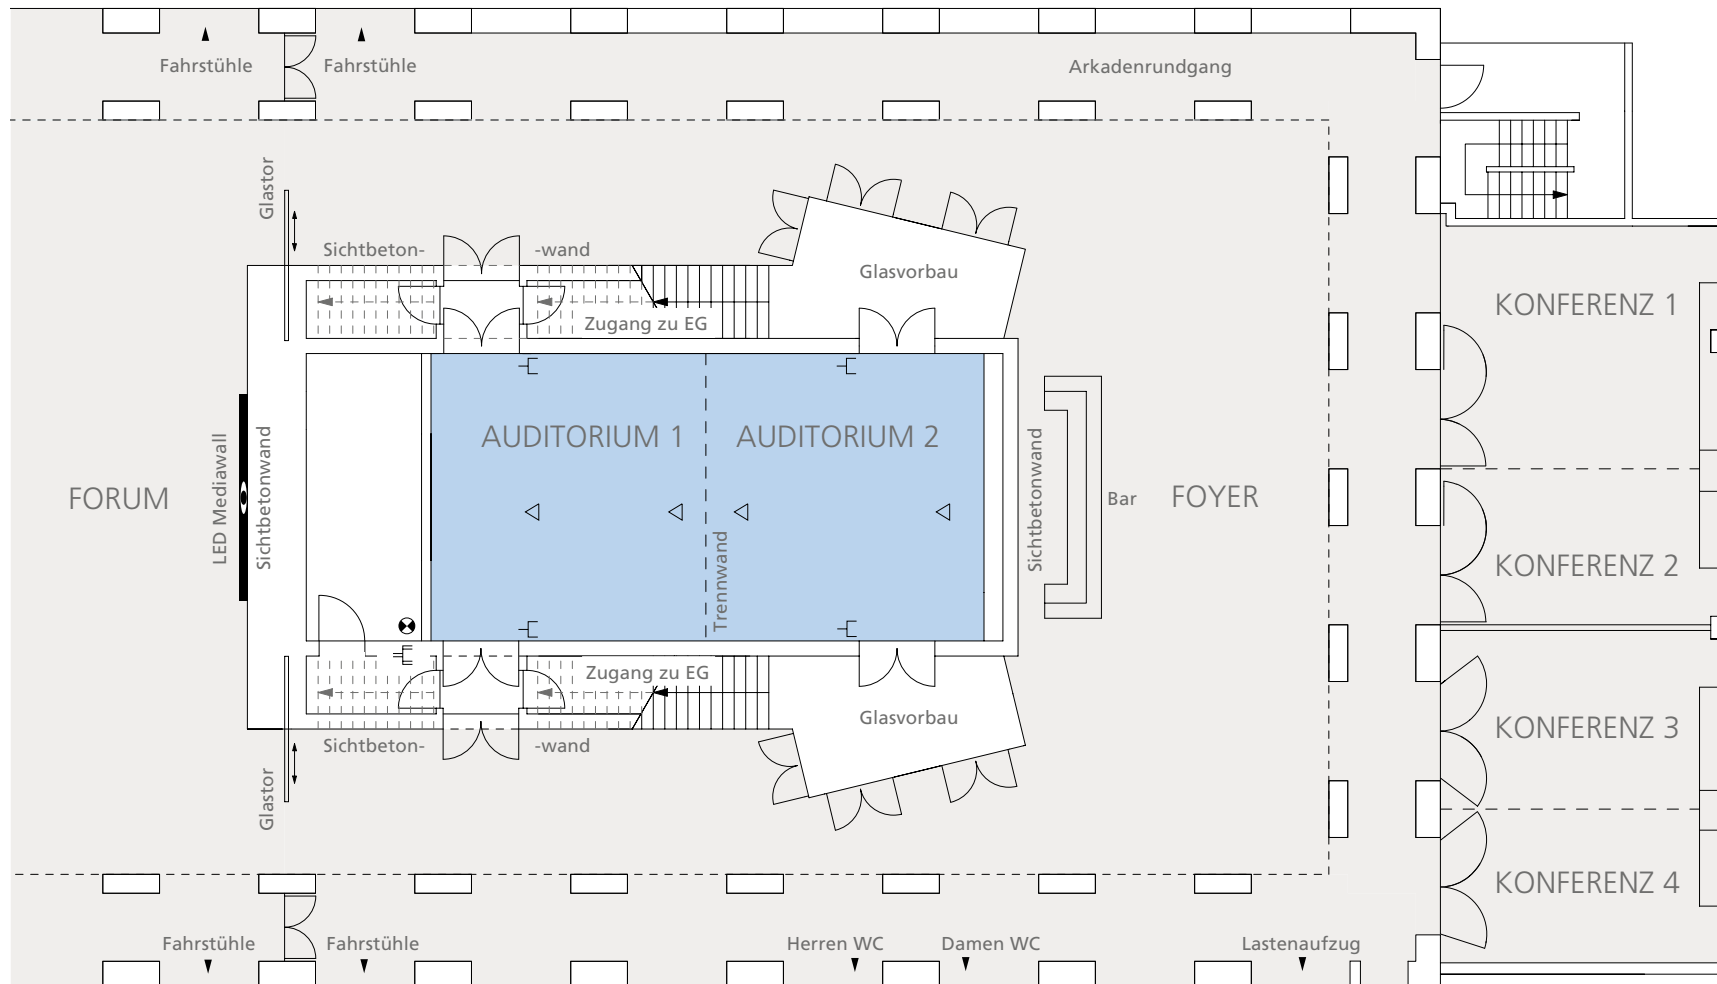 Fahrstühle
Fahrstühle
Arkadenrundgang
Glastor
Sichtbeton-
-wand
Glasvorbau
Zugang zu EG
KONFERENZ 1
AUDITORIUM 1
AUDITORIUM 2
FORUM
LED Mediawall
Sichtbetonwand
Trennwand
Sichtbetonwand
Bar
FOYER
KONFERENZ 2
Zugang zu EG
Glasvorbau
KONFERENZ 3
Sichtbeton-
-wand
Glastor
KONFERENZ 4
Fahrstühle
Fahrstühle
Herren WC
Damen WC
Lastenaufzug